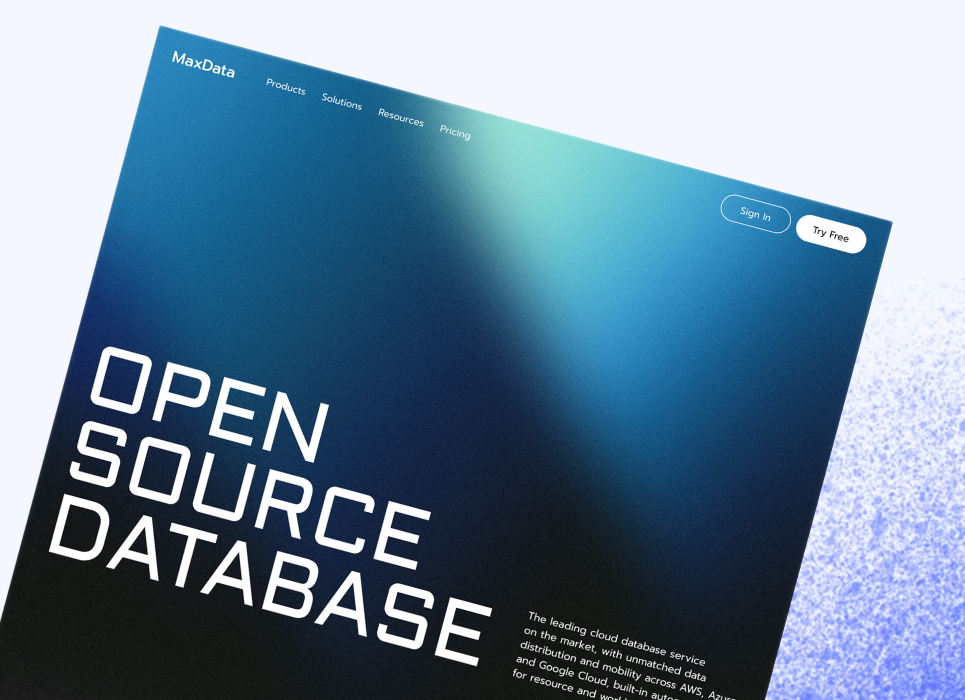 MaxData
Products Solutions Resources Pricing
Sign In
Try Free
OPEN
SOURCE
DATABASE
The leading cloud database service
on the market, with unmatched data
distribution and mobility across AWS, Azure
and Google Cloud, built-in
for resource and